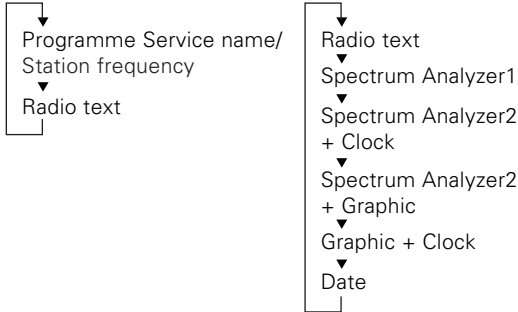 Programme Service name/
Station frequency
Radio text
Radio text
Spectrum Analyzer1
Spectrum Analyzer2
+ Clock
Spectrum Analyzer2
+ Graphic
Graphic + Clock
Date